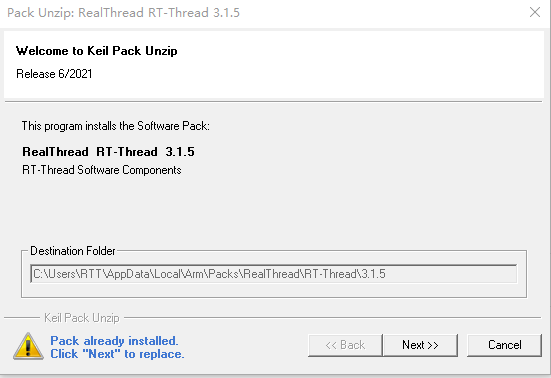 Pack Unzip: RealThread RT-Thread 3.1.5
Welcome to Keil Pack Unzip
Release 6/2021
This program installs the Software Pack:
RealThread RT-Thread 3.1.5
RT-Thread Software Components
Destination Folder
C:\Users\RTT\AppData\Local\Arm\Packs\RealThread\RT-Thread\3.1.5
Keil Pack Unzip
Pack already installed.
Click "Next" to replace.
<< Back
Next >>
Cancel